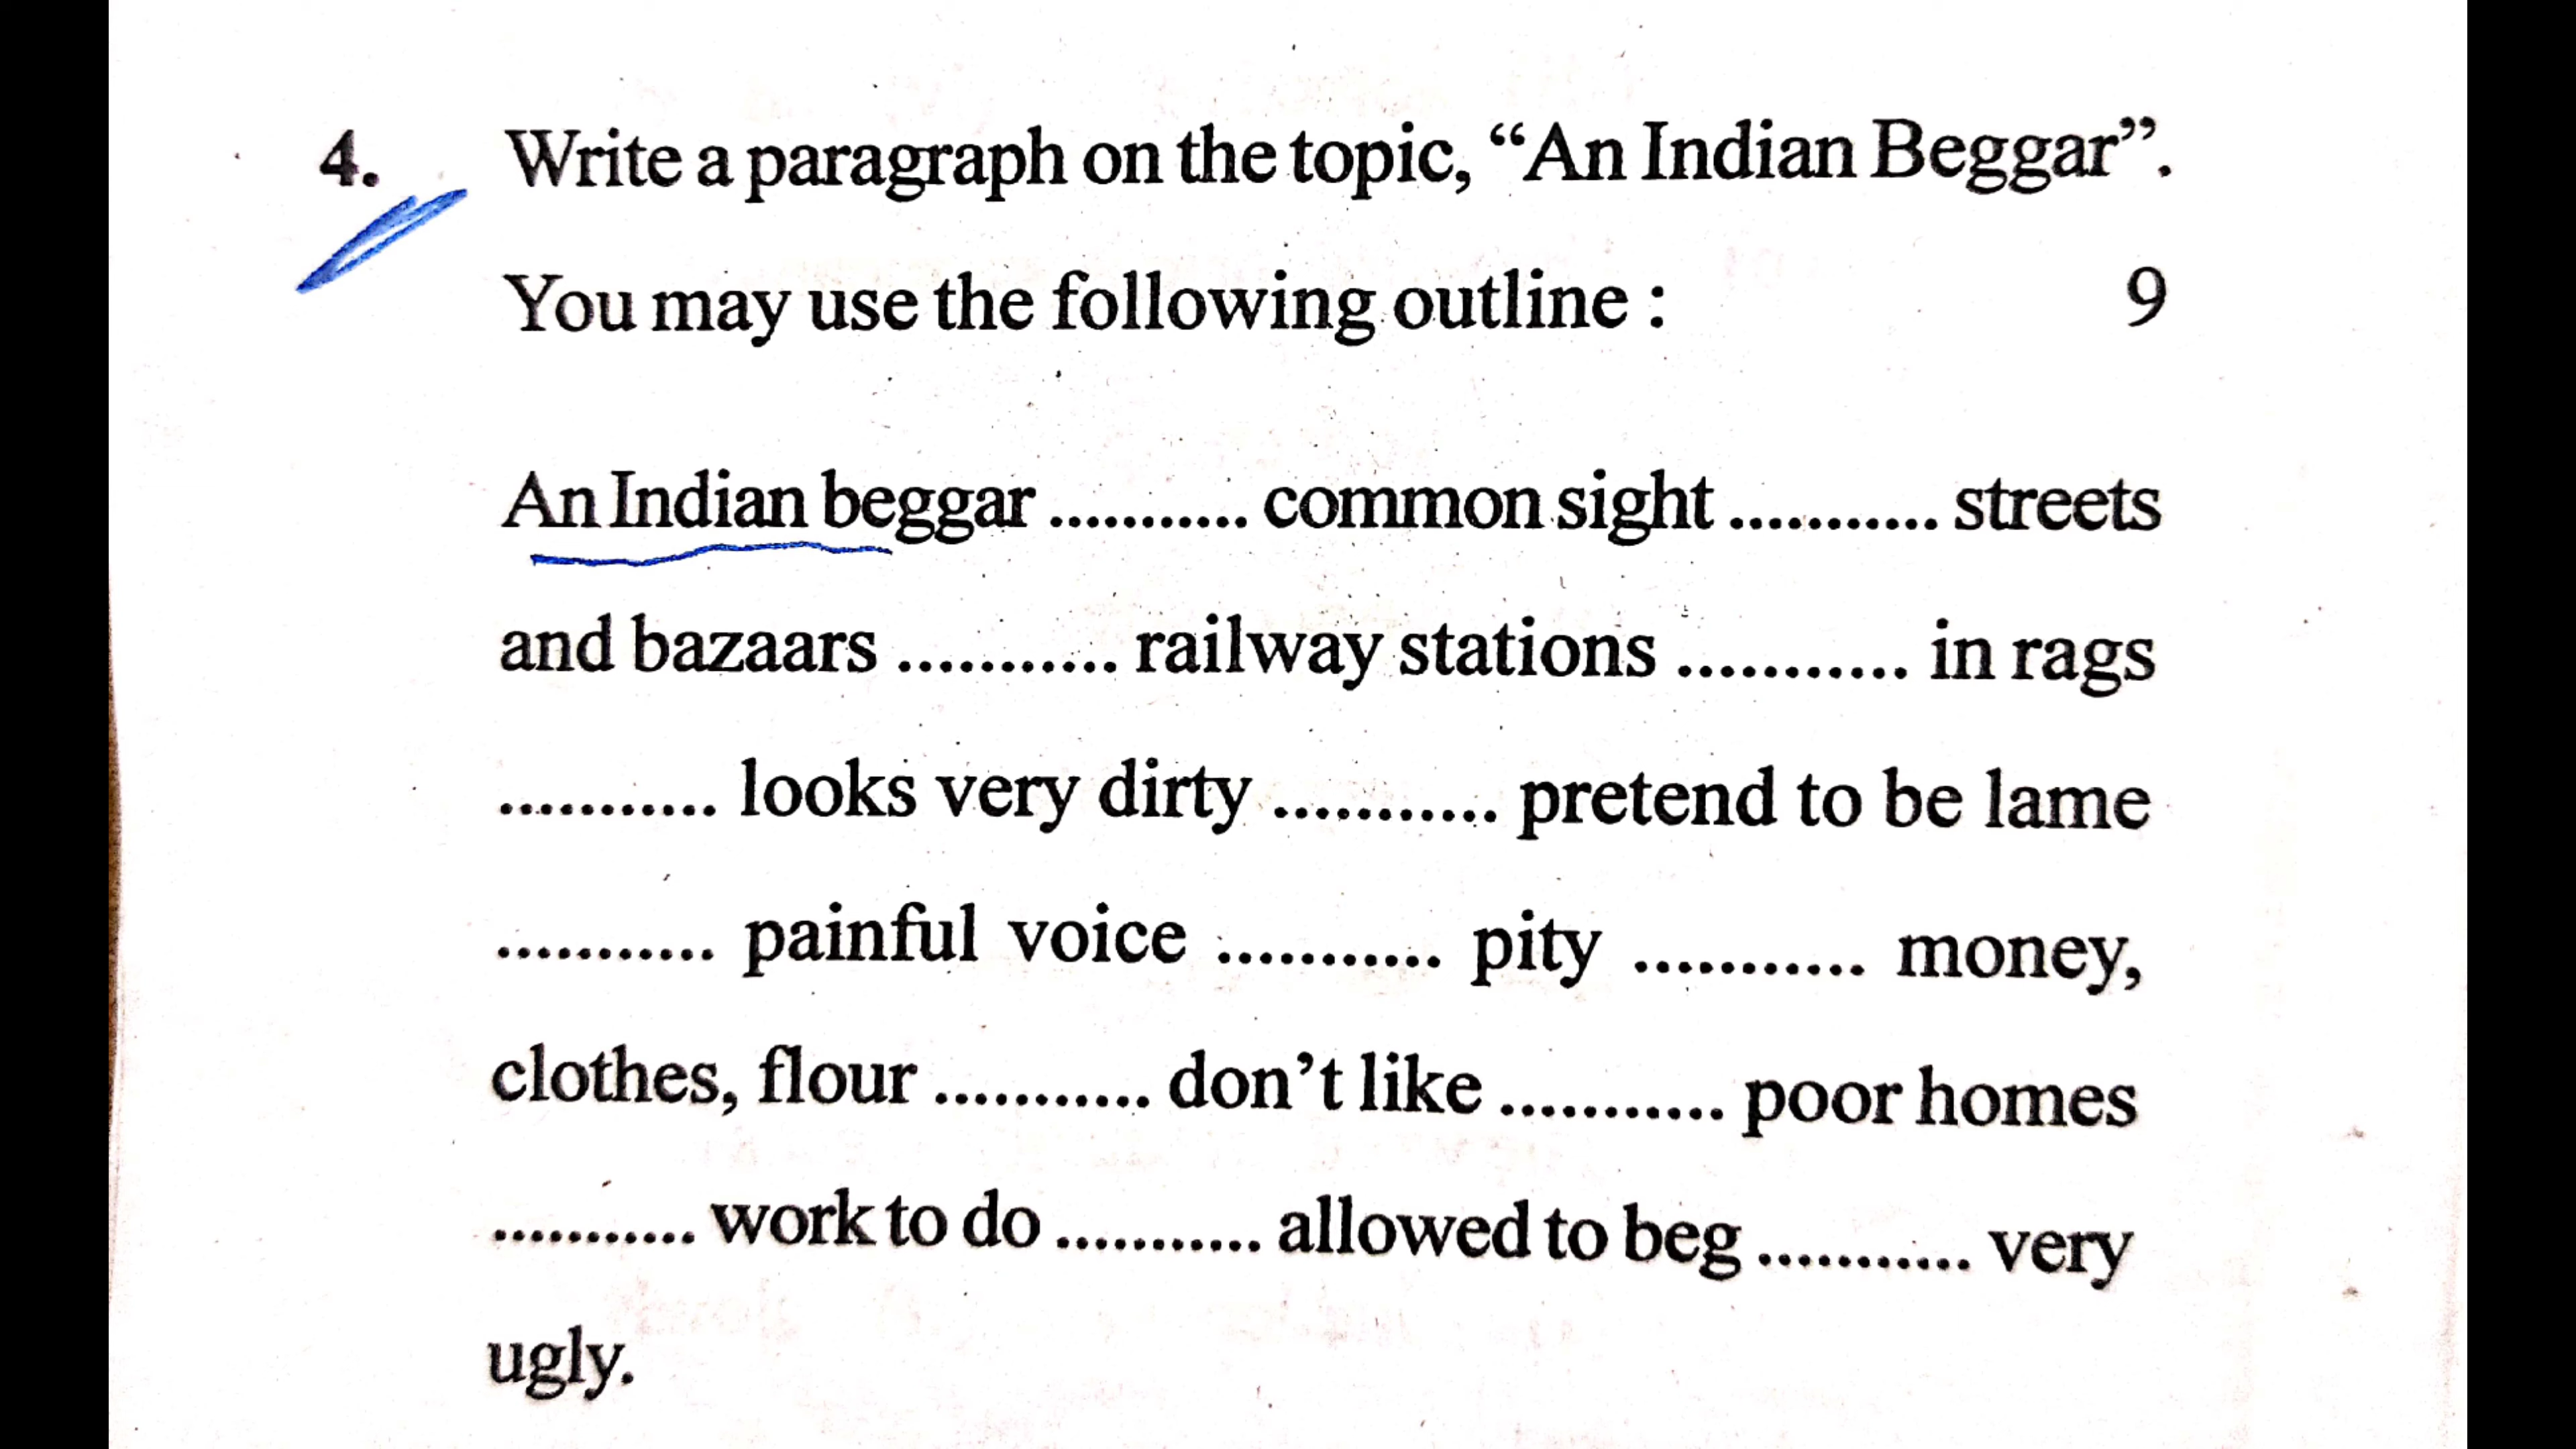 4. Write a paragraph on the topic, “An Indian Beggar”.
You may use the following outline : 9
An Indian beggar ........... common sight ........... streets
and bazaars ........... railway stations ........... in rags
........... looks very dirty ........... pretend to be lame
........... painful voice ........... pity ........... money,
clothes, flour ........... don’t like ........... poor homes
........... work to do ........... allowed to beg ........... very
ugly.